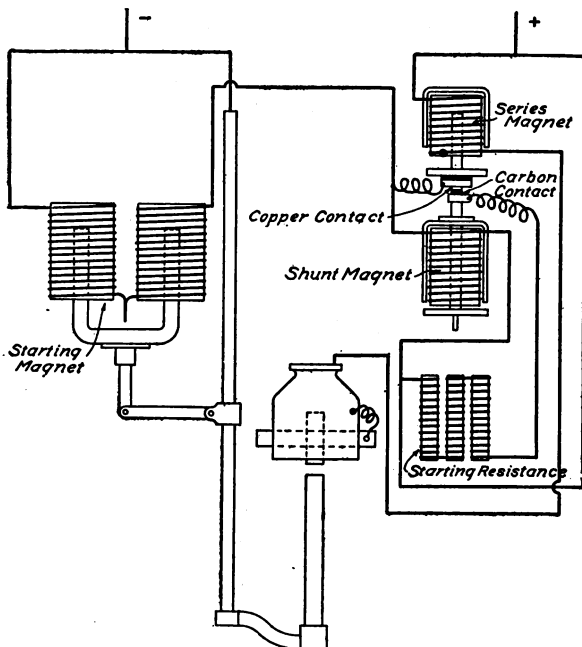 -
+
Series
Magnet
Carbon
Contact
Copper Contact
Shunt Magnet
Starting
Magnet
Starting Resistance